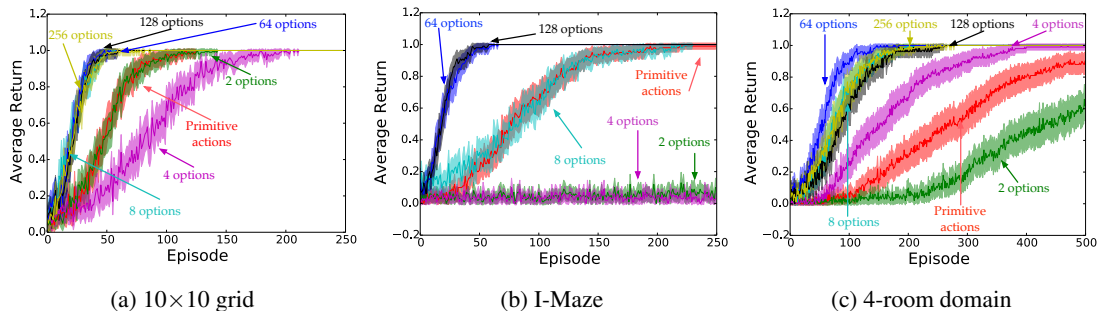 128 options
64 options
256 options
2 options
Primitive
actions
4 options
8 options
Average Return
1.2
1.0
0.8
0.6
0.4
0.2
0.0
0
50
100
150
200
250
Episode
(a) 10×10 grid
64 options
128 options
Primitive
actions
4 options
2 options
8 options
Average Return
1.2
1.0
0.8
0.6
0.4
0.2
0.0
−0.2
0
50
100
150
200
250
Episode
(b) I-Maze
64 options
256 options
128 options
4 options
2 options
Primitive
actions
8 options
Average Return
1.2
1.0
0.8
0.6
0.4
0.2
0.0
−0.2
0
100
200
300
400
500
Episode
(c) 4-room domain